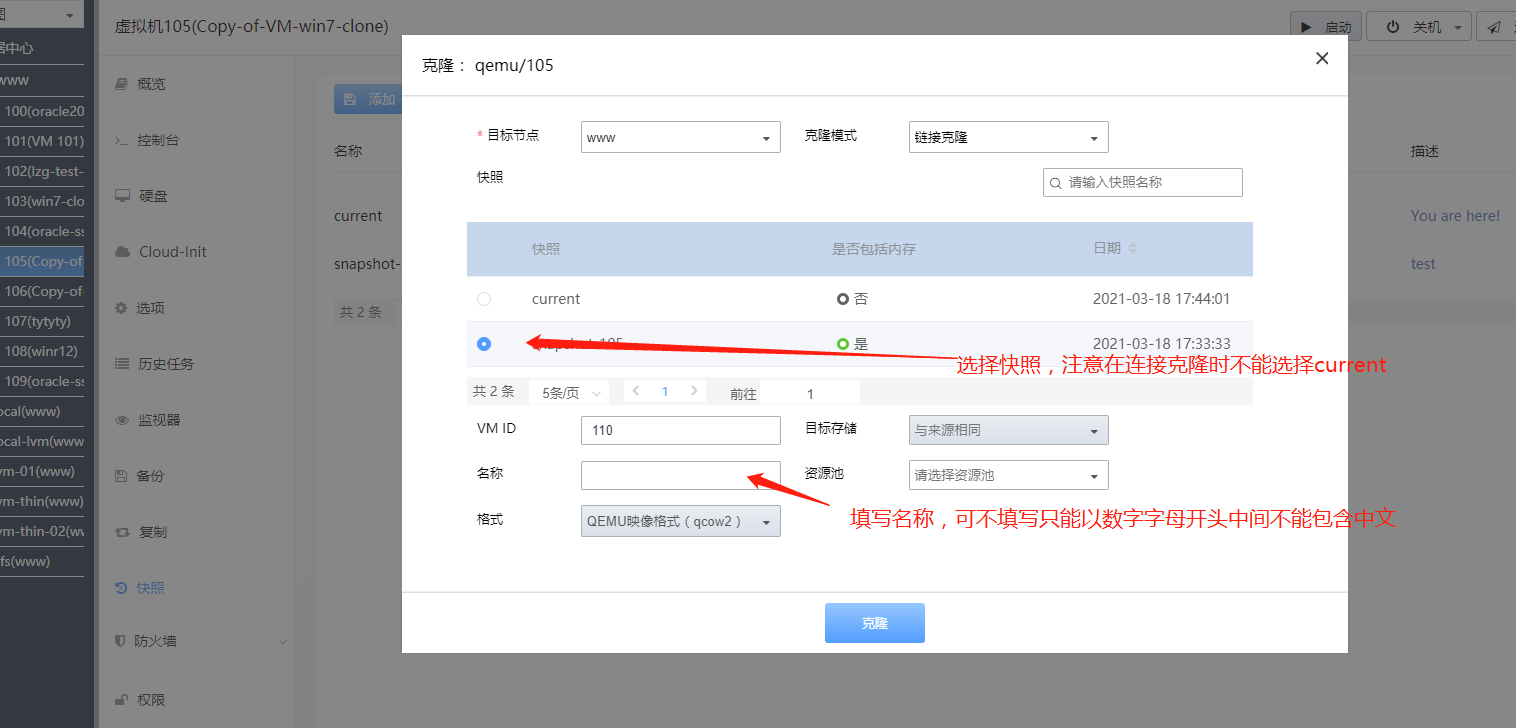 虚拟机105(Copy-of-VM-win7-clone)
启动
关机
据中心
www
100(oracle20
101(VM 101)
102(lzg-test-
103(win7-clo
104(oracle-ss
105(Copy-of-
106(Copy-of-
107(tytyty)
108(winr12)
109(oracle-ss
ocal(www)
ocal-lvm(www
vm-01(www)
vm-thin(www)
vm-thin-02(ww
fs(www)
概览
控制台
硬盘
Cloud-Init
选项
历史任务
监视器
备份
复制
快照
防火墙
权限
添加
名称
描述
current
You are here!
snapshot-
test
共 2 条
克隆： qemu/105
* 目标节点
www
克隆模式
链接克隆
快照
请输入快照名称
快照
是否包括内存
日期
current
否
2021-03-18 17:44:01
snapshot-105
是
2021-03-18 17:33:33
选择快照，注意在连接克隆时不能选择current
共 2 条
5条/页
1
前往
1
VM ID
110
目标存储
与来源相同
名称
资源池
请选择资源池
格式
QEMU映像格式（qcow2）
填写名称，可不填写只能以数字字母开头中间不能包含中文
克隆